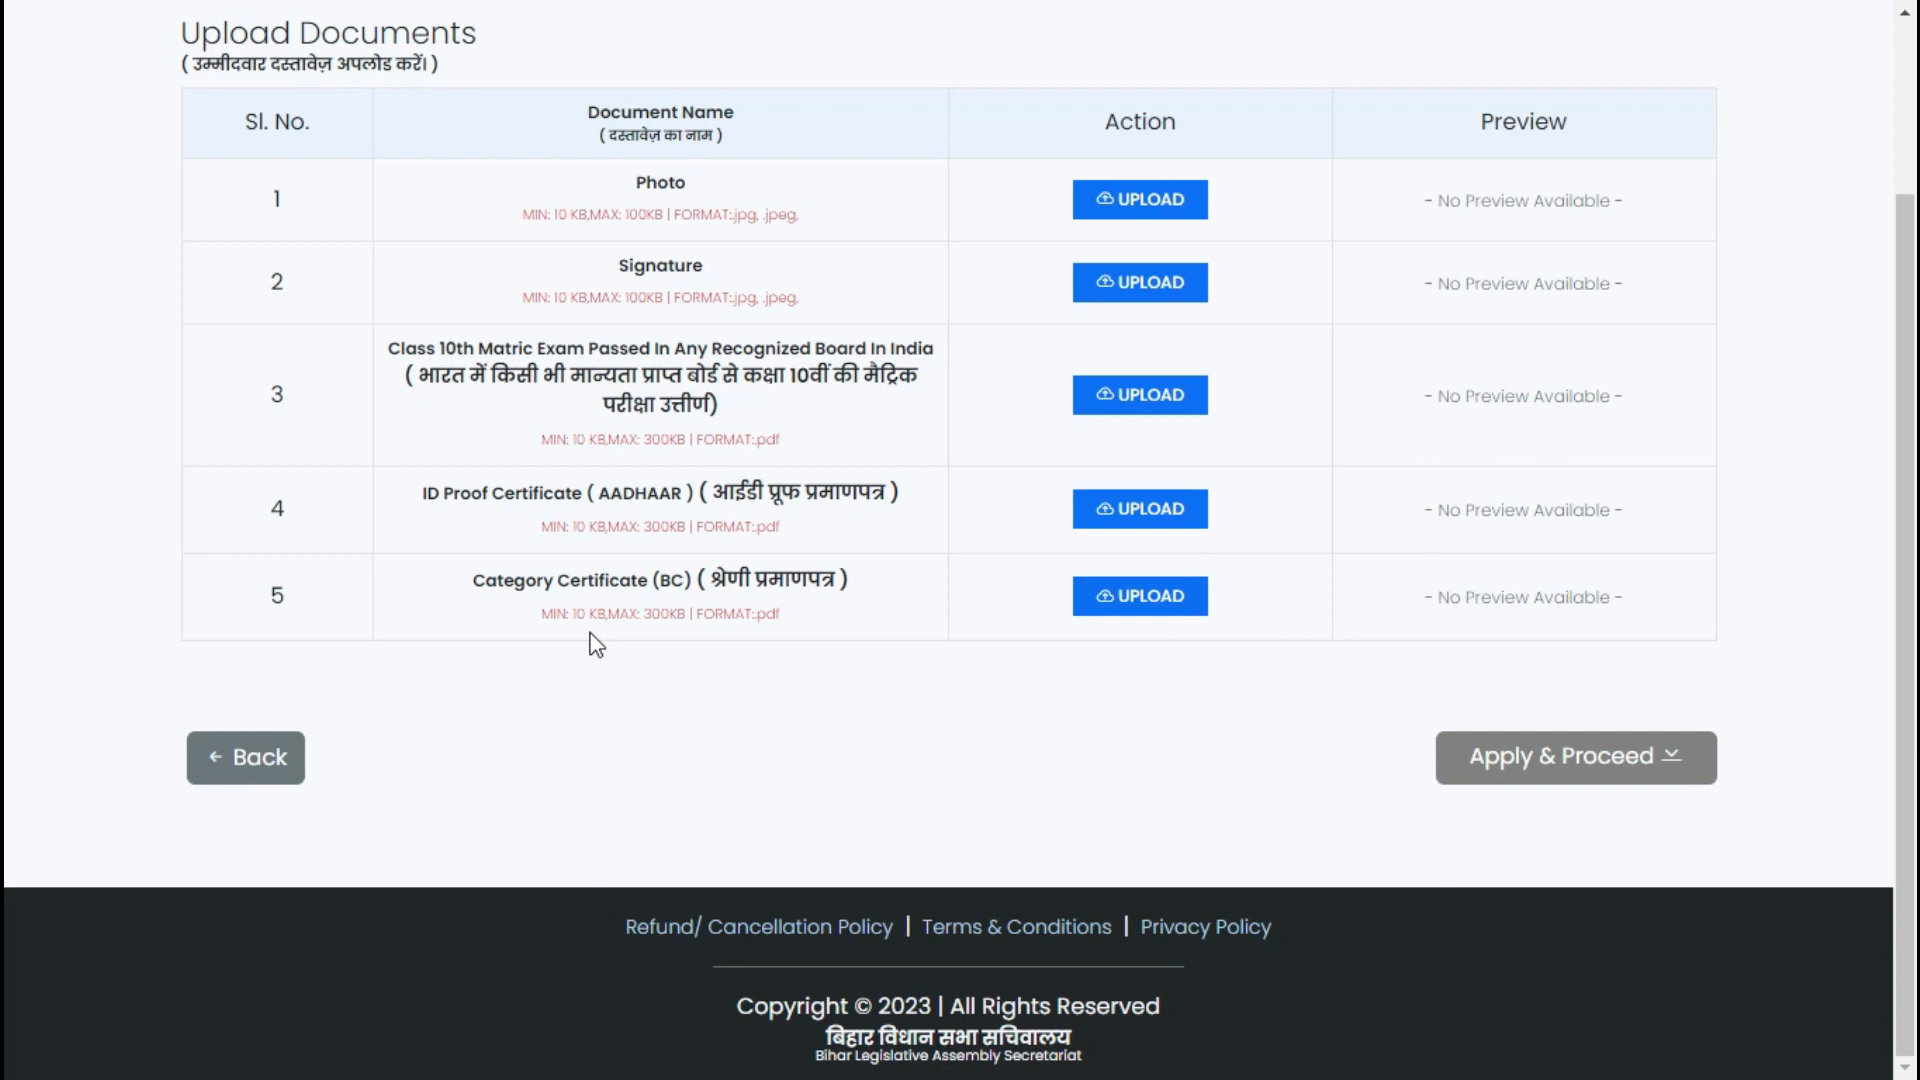 Upload Documents
( उम्मीदवार दस्तावेज़ अपलोड करें। )
Sl. No.
Document Name
( दस्तावेज़ का नाम )
Action
Preview
1
Photo
MIN: 10 KB,MAX: 100KB | FORMAT:.jpg, .jpeg,
UPLOAD
- No Preview Available -
2
Signature
MIN: 10 KB,MAX: 100KB | FORMAT:.jpg, .jpeg,
UPLOAD
- No Preview Available -
3
Class 10th Matric Exam Passed In Any Recognized Board In India
( भारत में किसी भी मान्यता प्राप्त बोर्ड से कक्षा 10वीं की मैट्रिक
परीक्षा उत्तीर्ण)
MIN: 10 KB,MAX: 300KB | FORMAT:.pdf
UPLOAD
- No Preview Available -
4
ID Proof Certificate ( AADHAAR ) ( आईडी प्रूफ प्रमाणपत्र )
MIN: 10 KB,MAX: 300KB | FORMAT:.pdf
UPLOAD
- No Preview Available -
5
Category Certificate (BC) ( श्रेणी प्रमाणपत्र )
MIN: 10 KB,MAX: 300KB | FORMAT:.pdf
UPLOAD
- No Preview Available -
← Back
Apply & Proceed
Refund/ Cancellation Policy | Terms & Conditions | Privacy Policy
Copyright © 2023 | All Rights Reserved
बिहार विधान सभा सचिवालय
Bihar Legislative Assembly Secretariat